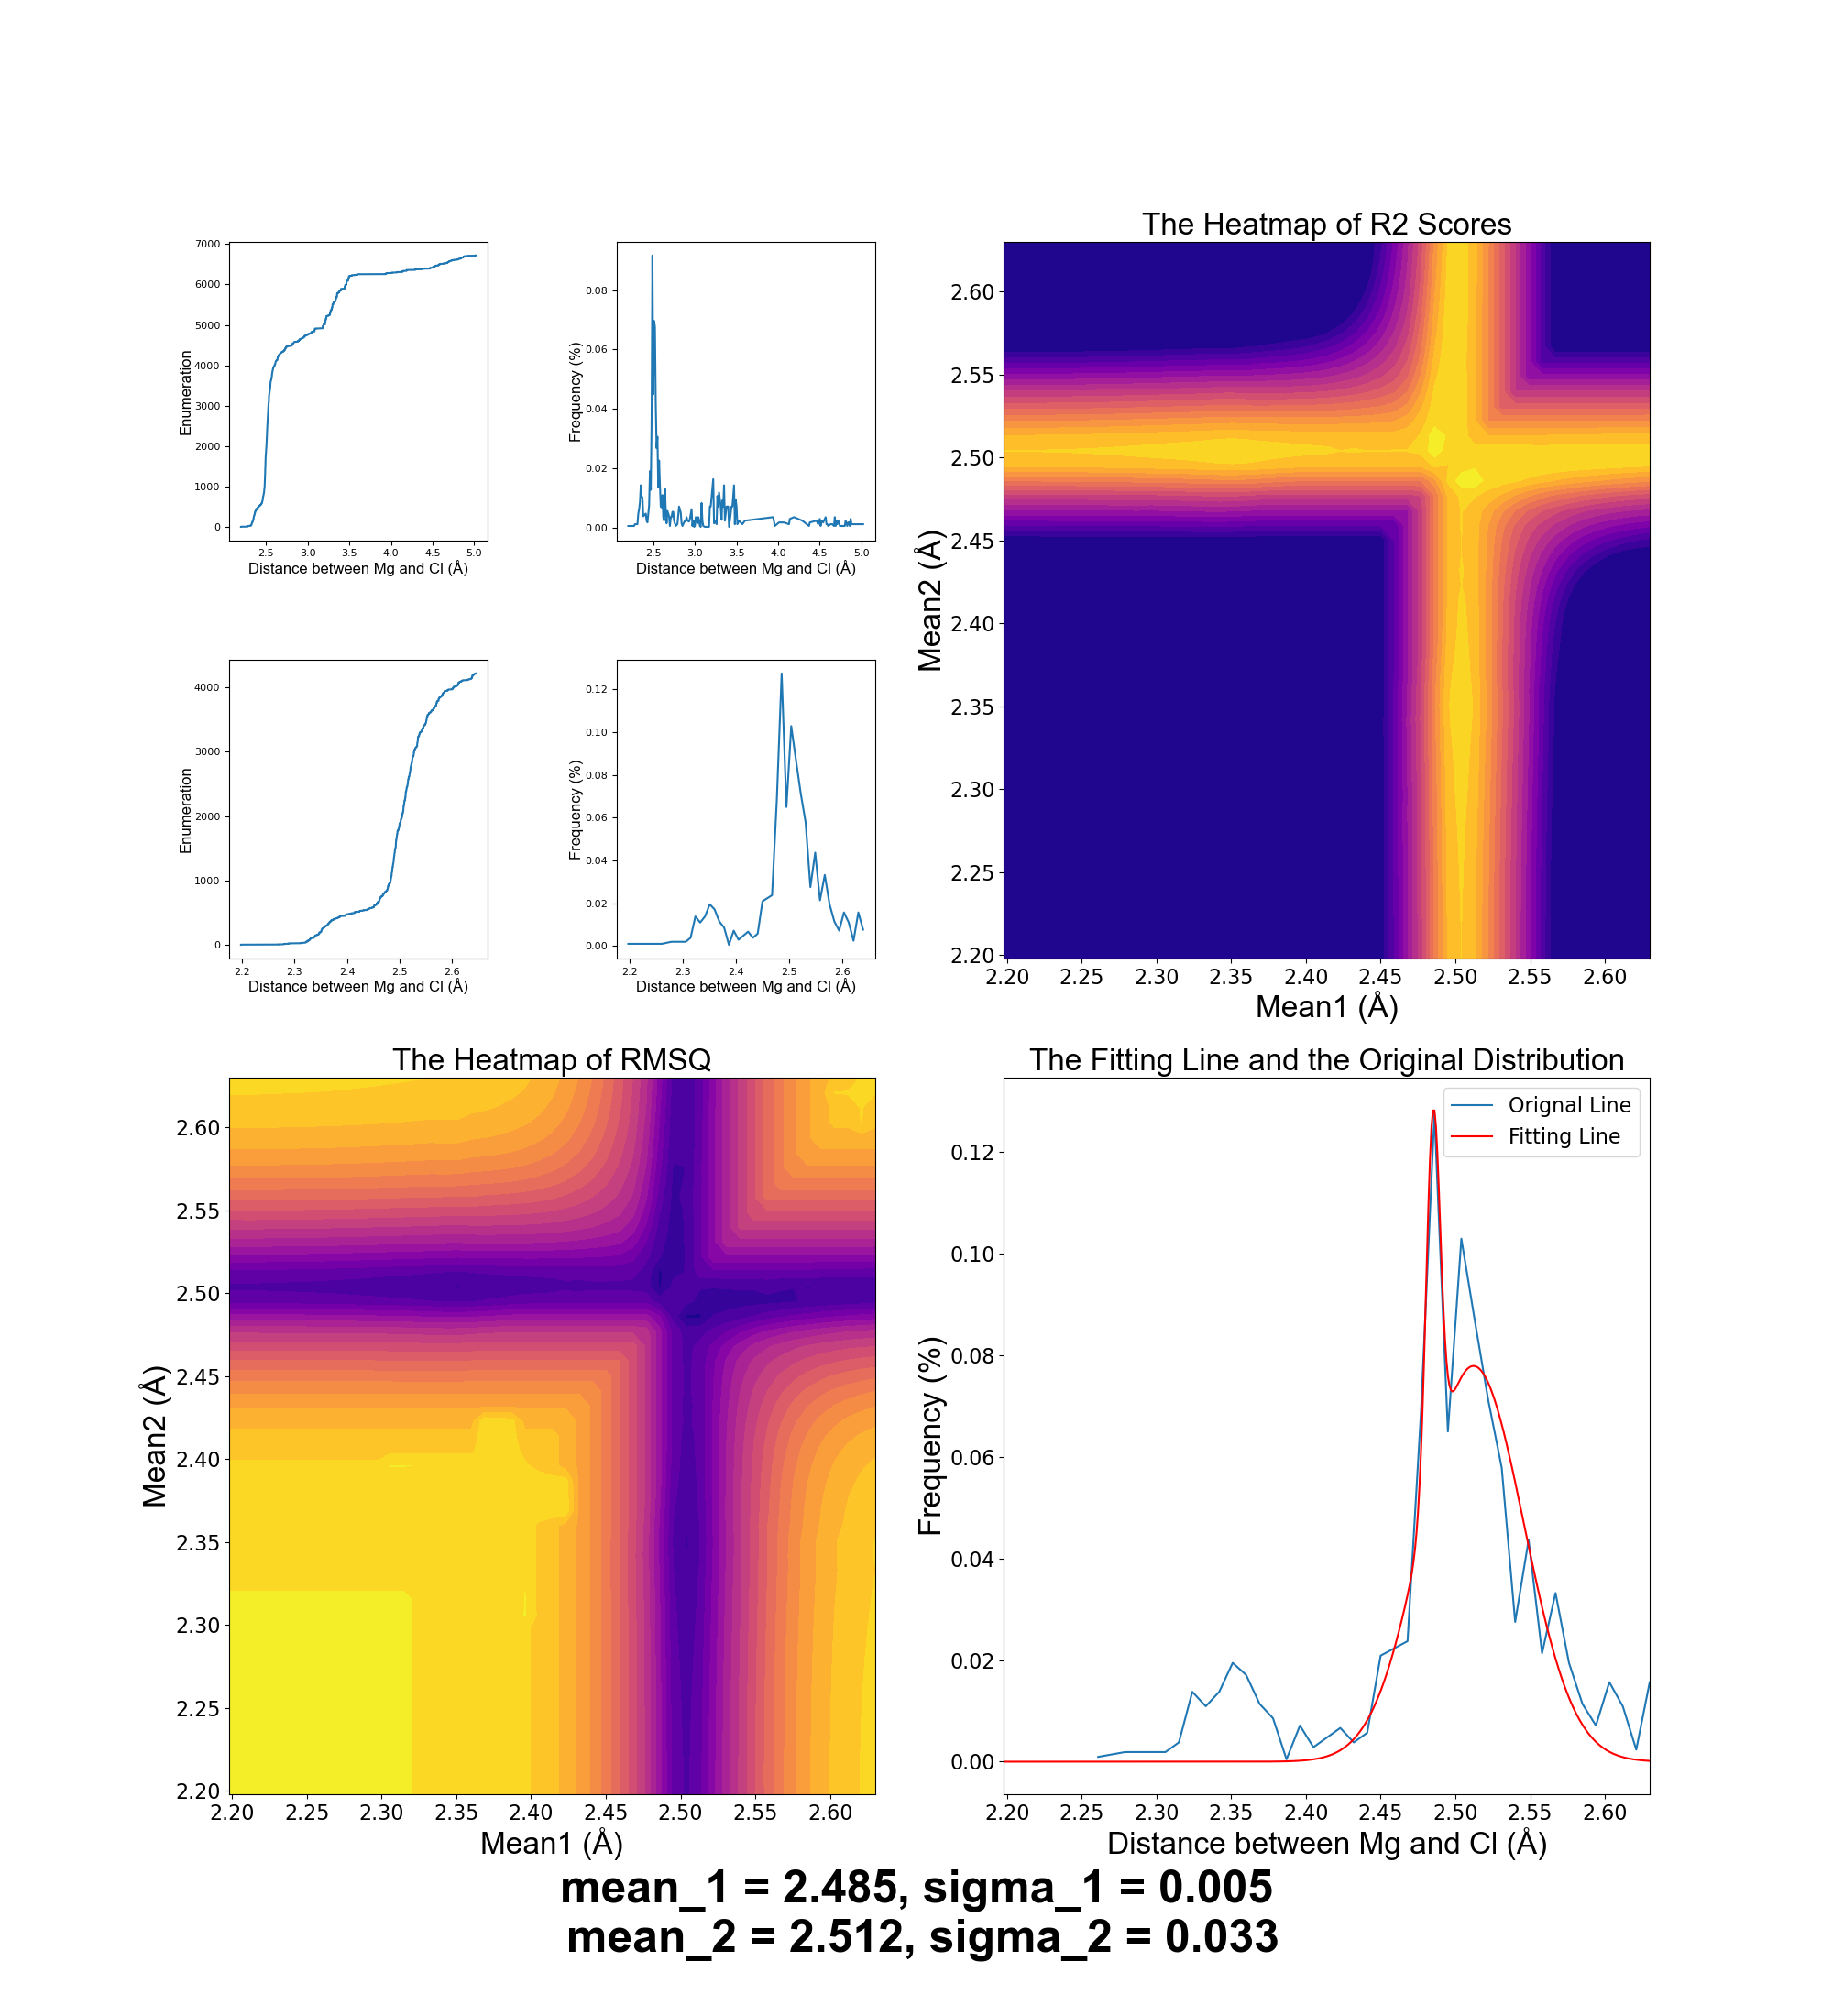 The Heatmap of R2 Scores
7000
6000
5000
4000
3000
2000
1000
0
Enumeration
2.5 3.0 3.5 4.0 4.5 5.0
Distance between Mg and Cl (Å)
0.08
0.06
0.04
0.02
0.00
Frequency (%)
2.5 3.0 3.5 4.0 4.5 5.0
Distance between Mg and Cl (Å)
4000
3000
2000
1000
0
Enumeration
2.2 2.3 2.4 2.5 2.6
Distance between Mg and Cl (Å)
0.12
0.10
0.08
0.06
0.04
0.02
0.00
Frequency (%)
2.2 2.3 2.4 2.5 2.6
Distance between Mg and Cl (Å)
2.60
2.55
2.50
2.45
2.40
2.35
2.30
2.25
2.20
Mean2 (Å)
2.20 2.25 2.30 2.35 2.40 2.45 2.50 2.55 2.60
Mean1 (Å)
The Heatmap of RMSQ
2.60
2.55
2.50
2.45
2.40
2.35
2.30
2.25
2.20
Mean2 (Å)
2.20 2.25 2.30 2.35 2.40 2.45 2.50 2.55 2.60
Mean1 (Å)
The Fitting Line and the Original Distribution
Orignal Line
Fitting Line
0.12
0.10
0.08
0.06
0.04
0.02
0.00
Frequency (%)
2.20 2.25 2.30 2.35 2.40 2.45 2.50 2.55 2.60
Distance between Mg and Cl (Å)
mean_1 = 2.485, sigma_1 = 0.005
mean_2 = 2.512, sigma_2 = 0.033